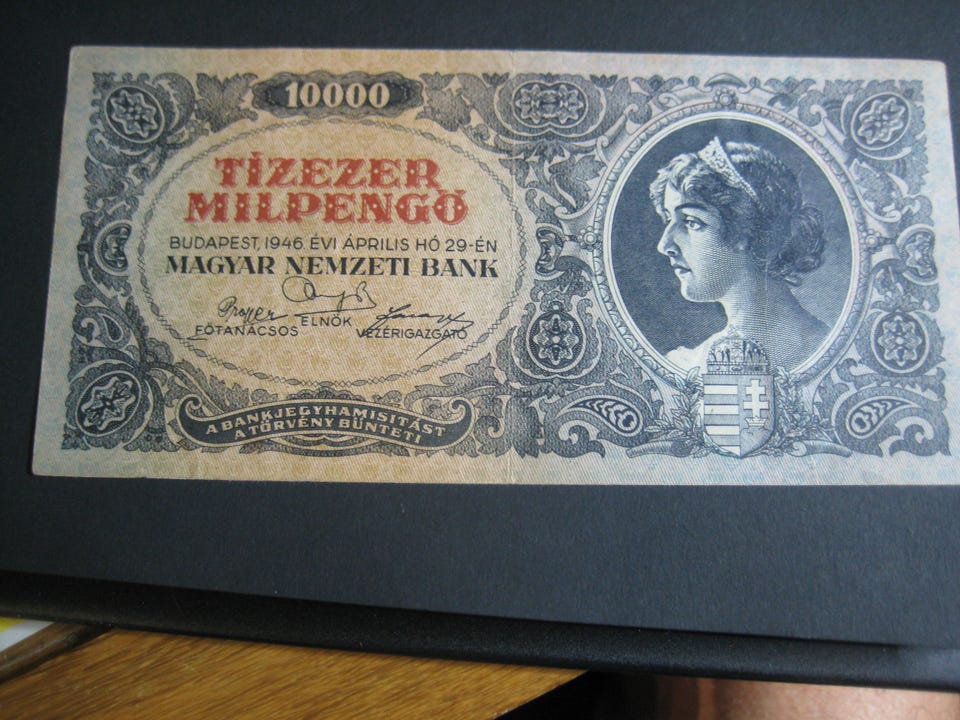 10000
TÍZEZER
MILPENGŐ
BUDAPEST, 1946. ÉVI ÁPRILIS HÓ 29-ÉN
MAGYAR NEMZETI BANK
ELNÖK
FŐTANÁCSOS VEZÉRIGAZGATÓ
A BANKJEGYHAMISÍTÁST
A TÖRVÉNY BÜNTETI